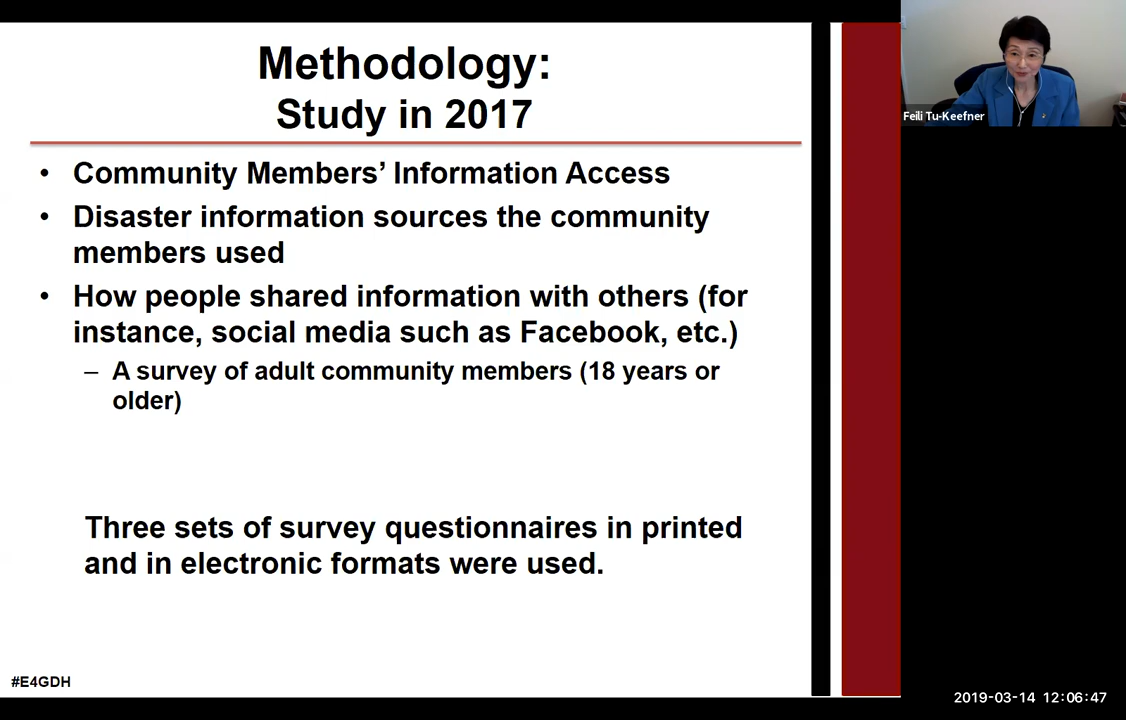 Methodology:
Study in 2017
• Community Members’ Information Access
• Disaster information sources the community
members used
• How people shared information with others (for
instance, social media such as Facebook, etc.)
– A survey of adult community members (18 years or
older)
Three sets of survey questionnaires in printed
and in electronic formats were used.
#E4GDH
Feili Tu-Keefner
2019-03-14 12:06:47